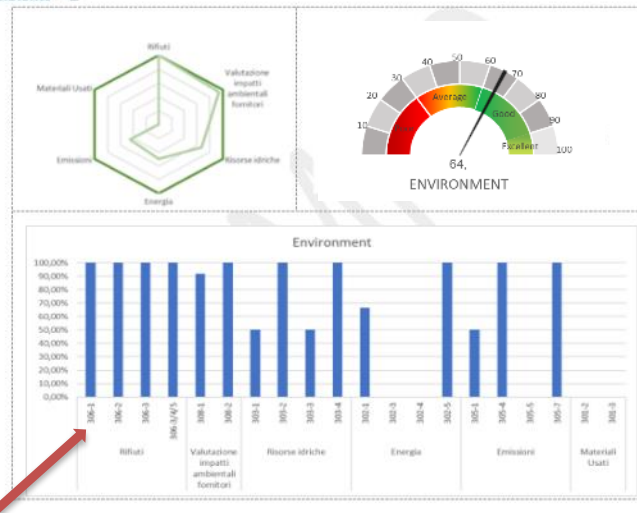 Rifiuti
Valutazione
impatti
ambientali
fornitori
Materiali Usati
Emissioni
Risorse idriche
Energia
10
20
30
40
50
60
70
80
90
100
Average
Good
Excellent
64,
ENVIRONMENT
Environment
100,00%
90,00%
80,00%
70,00%
60,00%
50,00%
40,00%
30,00%
20,00%
10,00%
0,00%
306-1
306-2
306-3
306-3/4/5
308-1
308-2
303-1
303-2
303-3
303-4
302-1
302-3
302-4
302-5
305-1
305-4
305-5
305-7
301-2
301-3
Rifiuti
Valutazione
impatti
ambientali
fornitori
Risorse idriche
Energia
Emissioni
Materiali
Usati